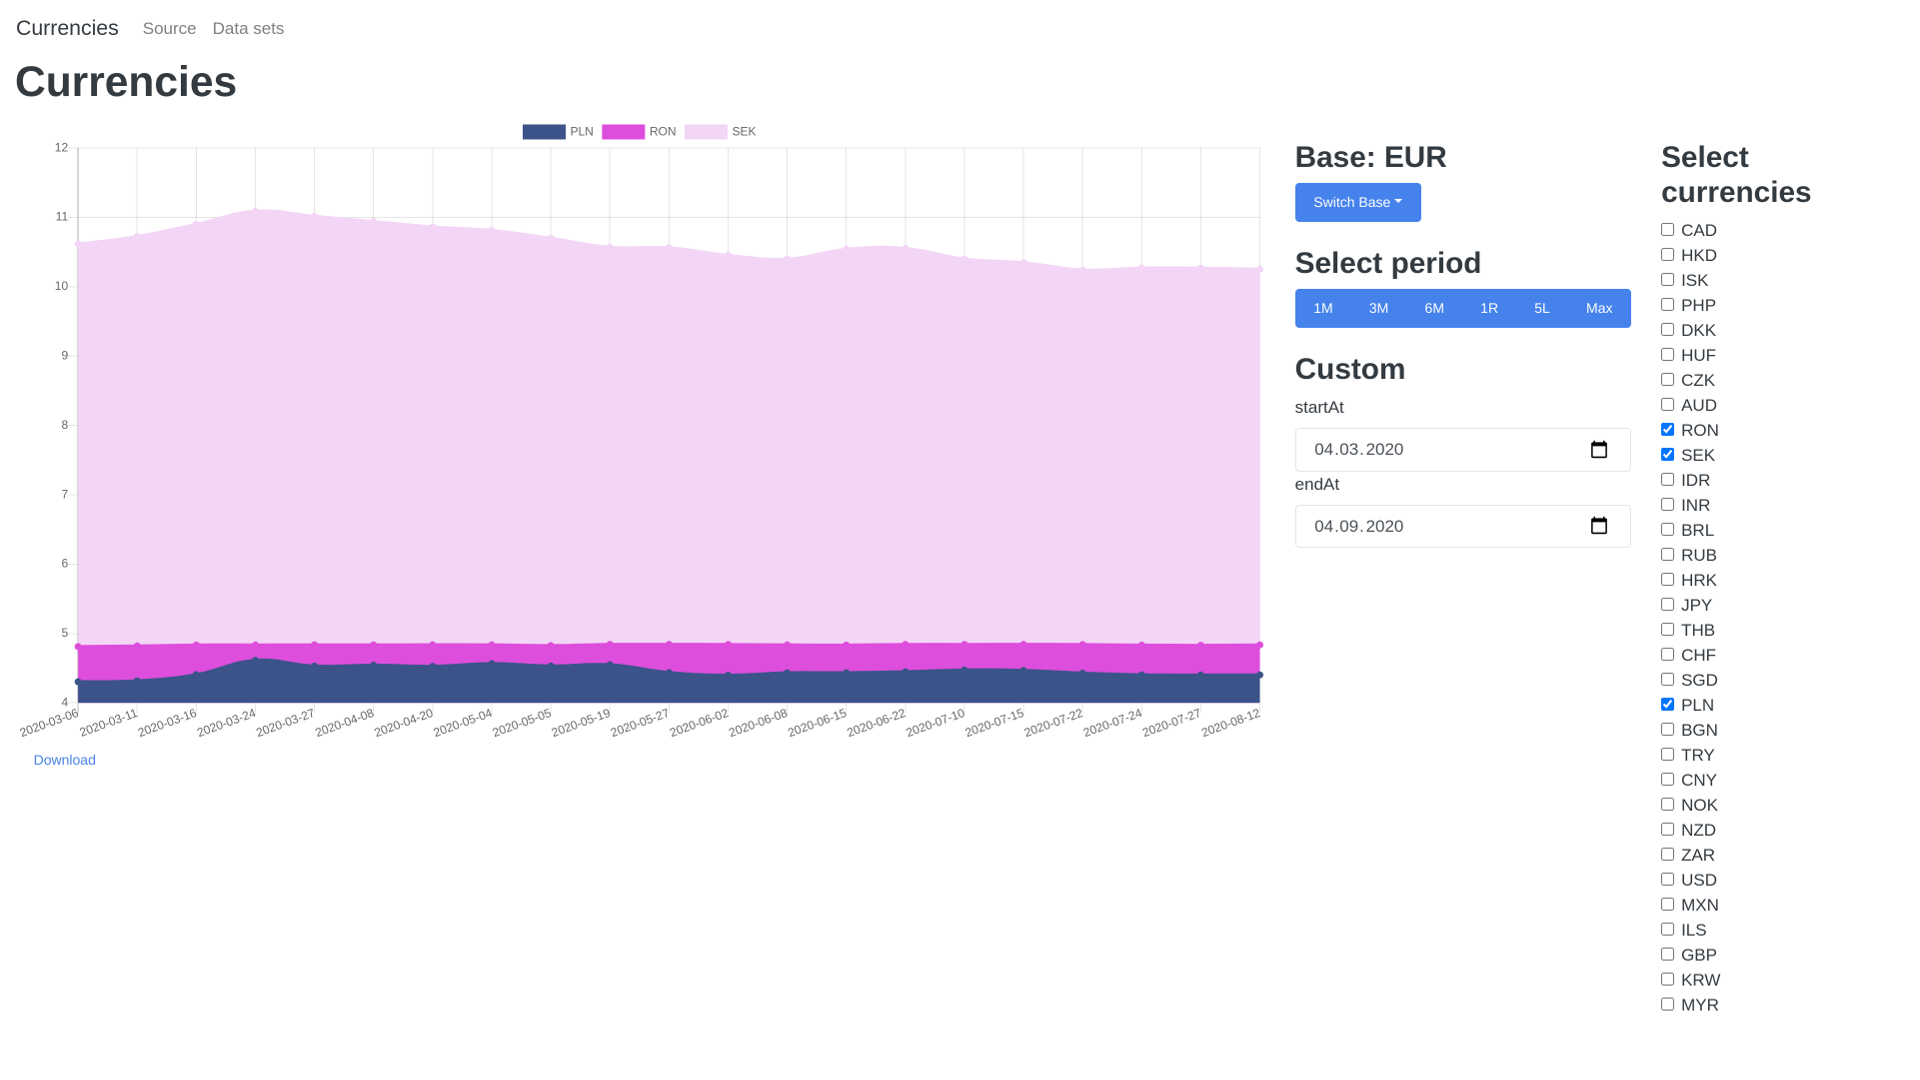 Currencies Source Data sets
Currencies
PLN RON SEK
12
11
10
9
8
7
6
5
4
2020-03-06 2020-03-11 2020-03-16 2020-03-24 2020-03-27 2020-04-08 2020-04-20 2020-05-04 2020-05-05 2020-05-19 2020-05-27 2020-06-02 2020-06-08 2020-06-15 2020-06-22 2020-07-10 2020-07-15 2020-07-22 2020-07-24 2020-07-27 2020-08-12
Download
Base: EUR
Switch Base
Select period
1M 3M 6M 1R 5L Max
Custom
startAt
04.03.2020
endAt
04.09.2020
Select
currencies
CAD
HKD
ISK
PHP
DKK
HUF
CZK
AUD
RON
SEK
IDR
INR
BRL
RUB
HRK
JPY
THB
CHF
SGD
PLN
BGN
TRY
CNY
NOK
NZD
ZAR
USD
MXN
ILS
GBP
KRW
MYR